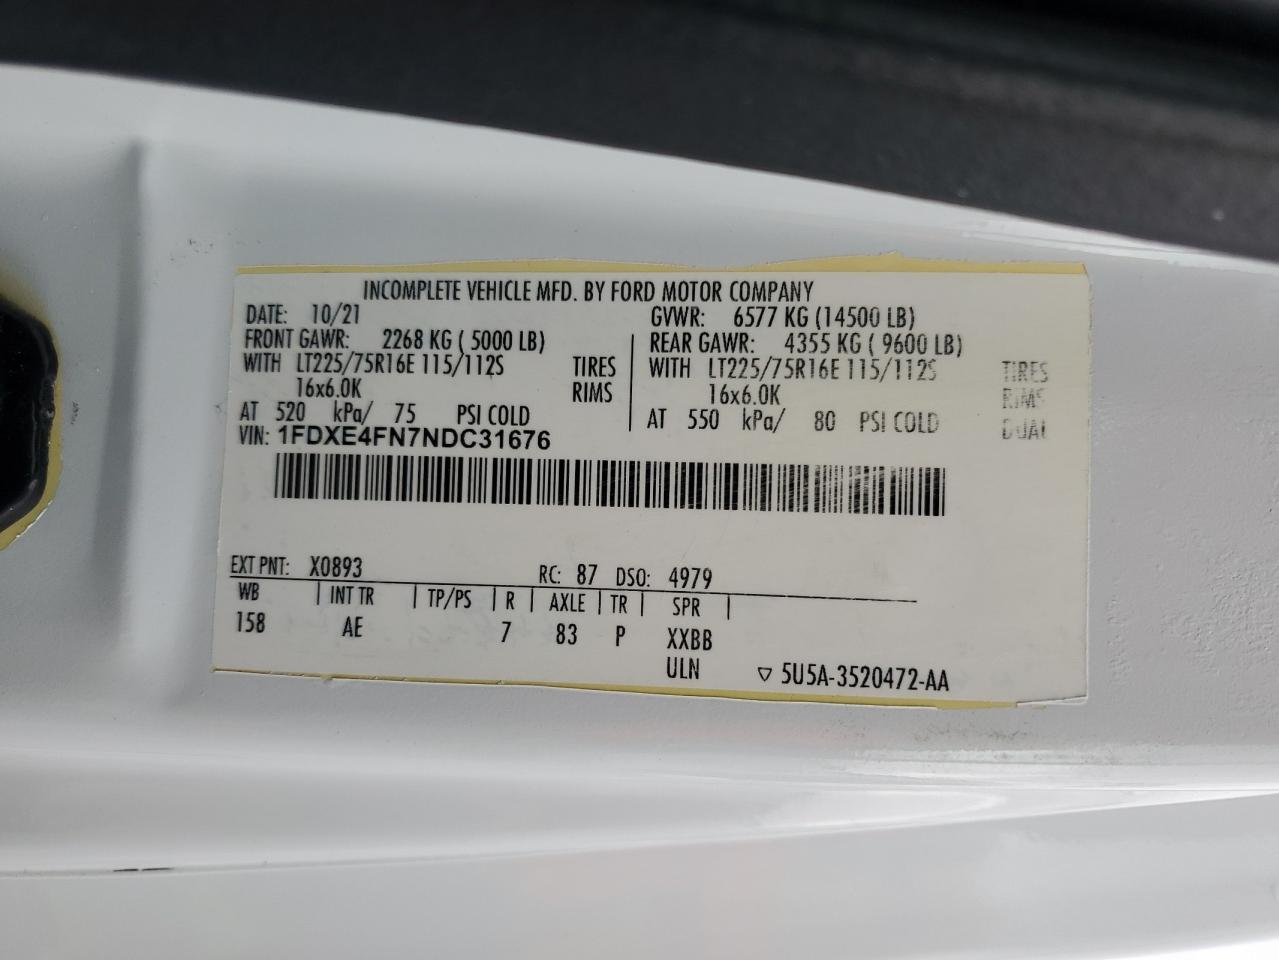 INCOMPLETE VEHICLE MFD. BY FORD MOTOR COMPANY
DATE: 10/21 GVWR: 6577 KG (14500 LB)
FRONT GAWR: 2268 KG ( 5000 LB) REAR GAWR: 4355 KG ( 9600 LB)
WITH LT225/75R16E 115/112S TIRES WITH LT225/75R16E 115/112S TIRES
16x6.0K RIMS 16x6.0K RIMS
AT 520 kPa/ 75 PSI COLD AT 550 kPa/ 80 PSI COLD DUAL
VIN: 1FDXE4FN7NDC31676
EXT PNT: X0893 RC: 87 DSO: 4979
WB | INT TR | TP/PS | R | AXLE | TR | SPR |
158 AE 7 83 P XXBB
ULN ▽ 5U5A-3520472-AA